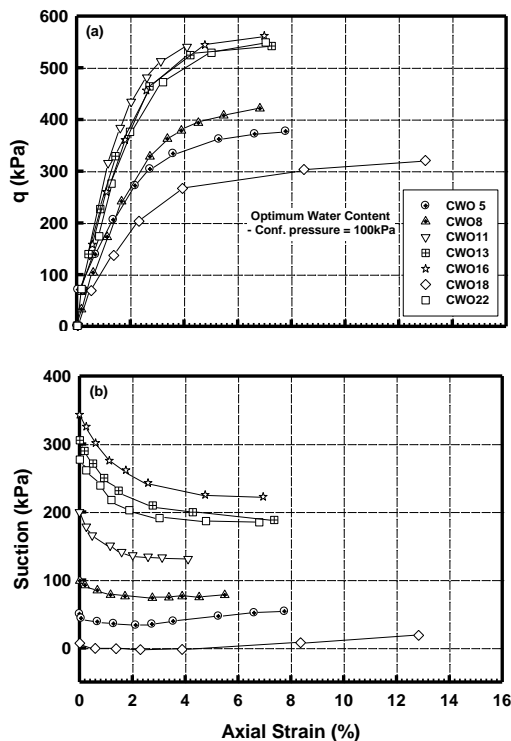 600
(a)
500
400
300
200
100
0
q (kPa)
Optimum Water Content
- Conf. pressure = 100kPa
CWO 5
CWO8
CWO11
CWO13
CWO16
CWO18
CWO22
400
(b)
300
200
100
0
Suction (kPa)
0 2 4 6 8 10 12 14 16
Axial Strain (%)